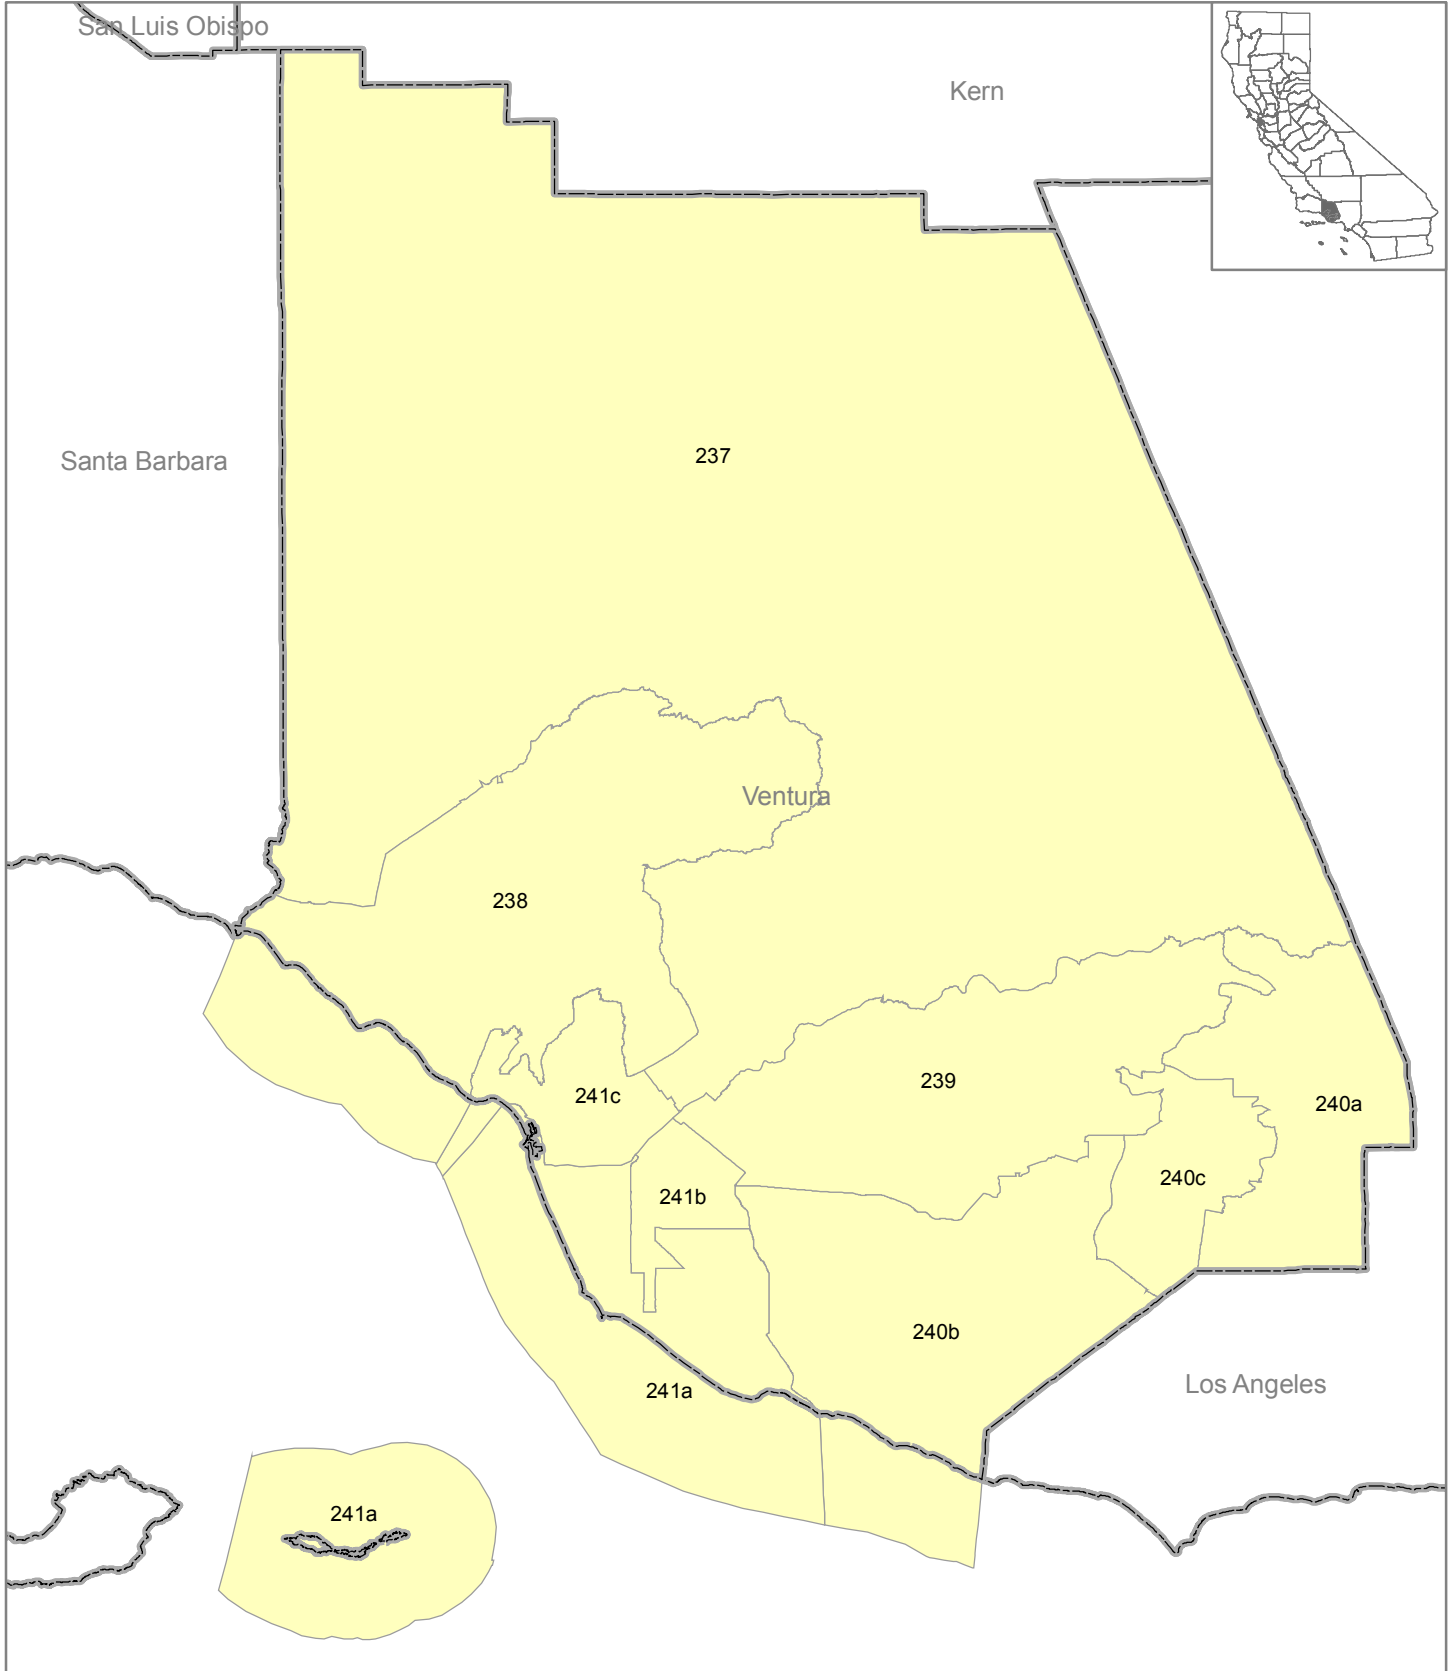 San Luis Obispo
Kern
237
Santa Barbara
Ventura
238
239
241c
240a
240c
241b
240b
241a
Los Angeles
241a